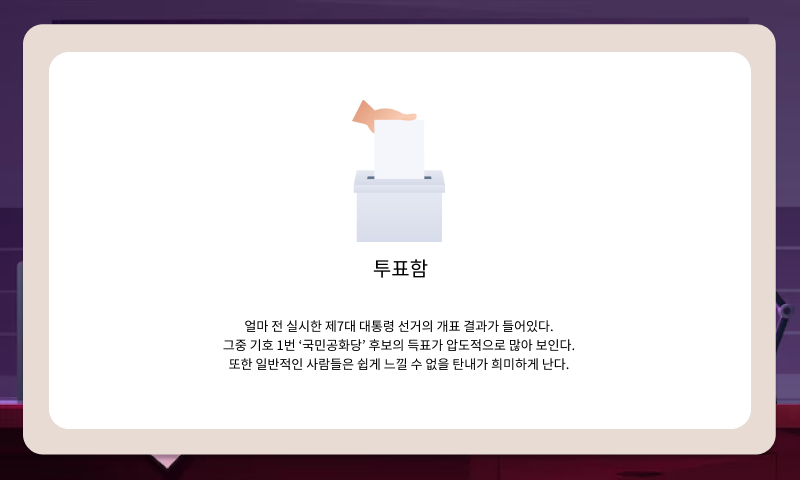 투표함
얼마 전 실시한 제7대 대통령 선거의 개표 결과가 들어있다.
그중 기호 1번 ‘국민공화당’ 후보의 득표가 압도적으로 많아 보인다.
또한 일반적인 사람들은 쉽게 느낄 수 없을 탄내가 희미하게 난다.